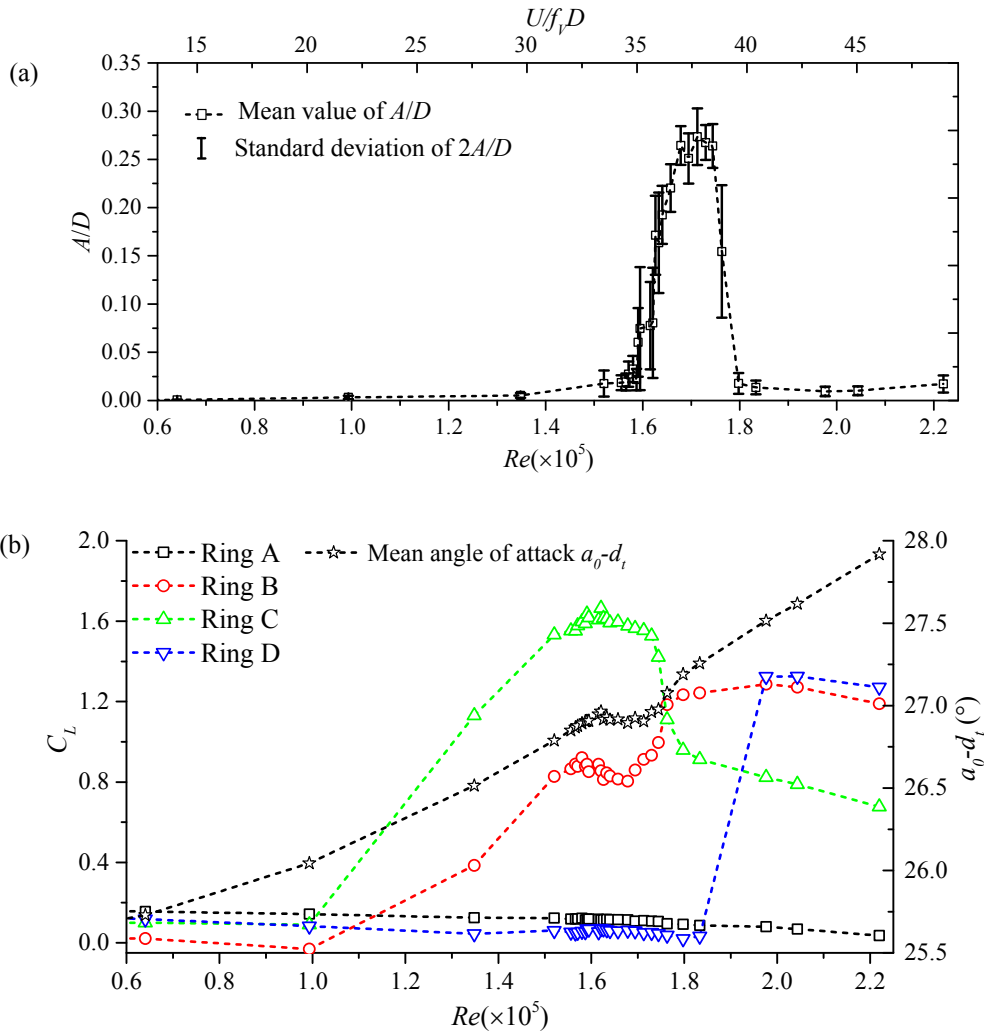 U/f_V D
15 20 25 30 35 40 45
(a)
0.35
0.30
0.25
0.20
0.15
0.10
0.05
0.00
A/D
Mean value of A/D
Standard deviation of 2A/D
0.6 0.8 1.0 1.2 1.4 1.6 1.8 2.0 2.2
Re(×10⁵)
(b)
2.0
1.6
1.2
0.8
0.4
0.0
C_L
Ring A
Ring B
Ring C
Ring D
Mean angle of attack a_0-d_t
28.0
27.5
27.0
26.5
26.0
25.5
a_0-d_t (°)
0.6 0.8 1.0 1.2 1.4 1.6 1.8 2.0 2.2
Re(×10⁵)